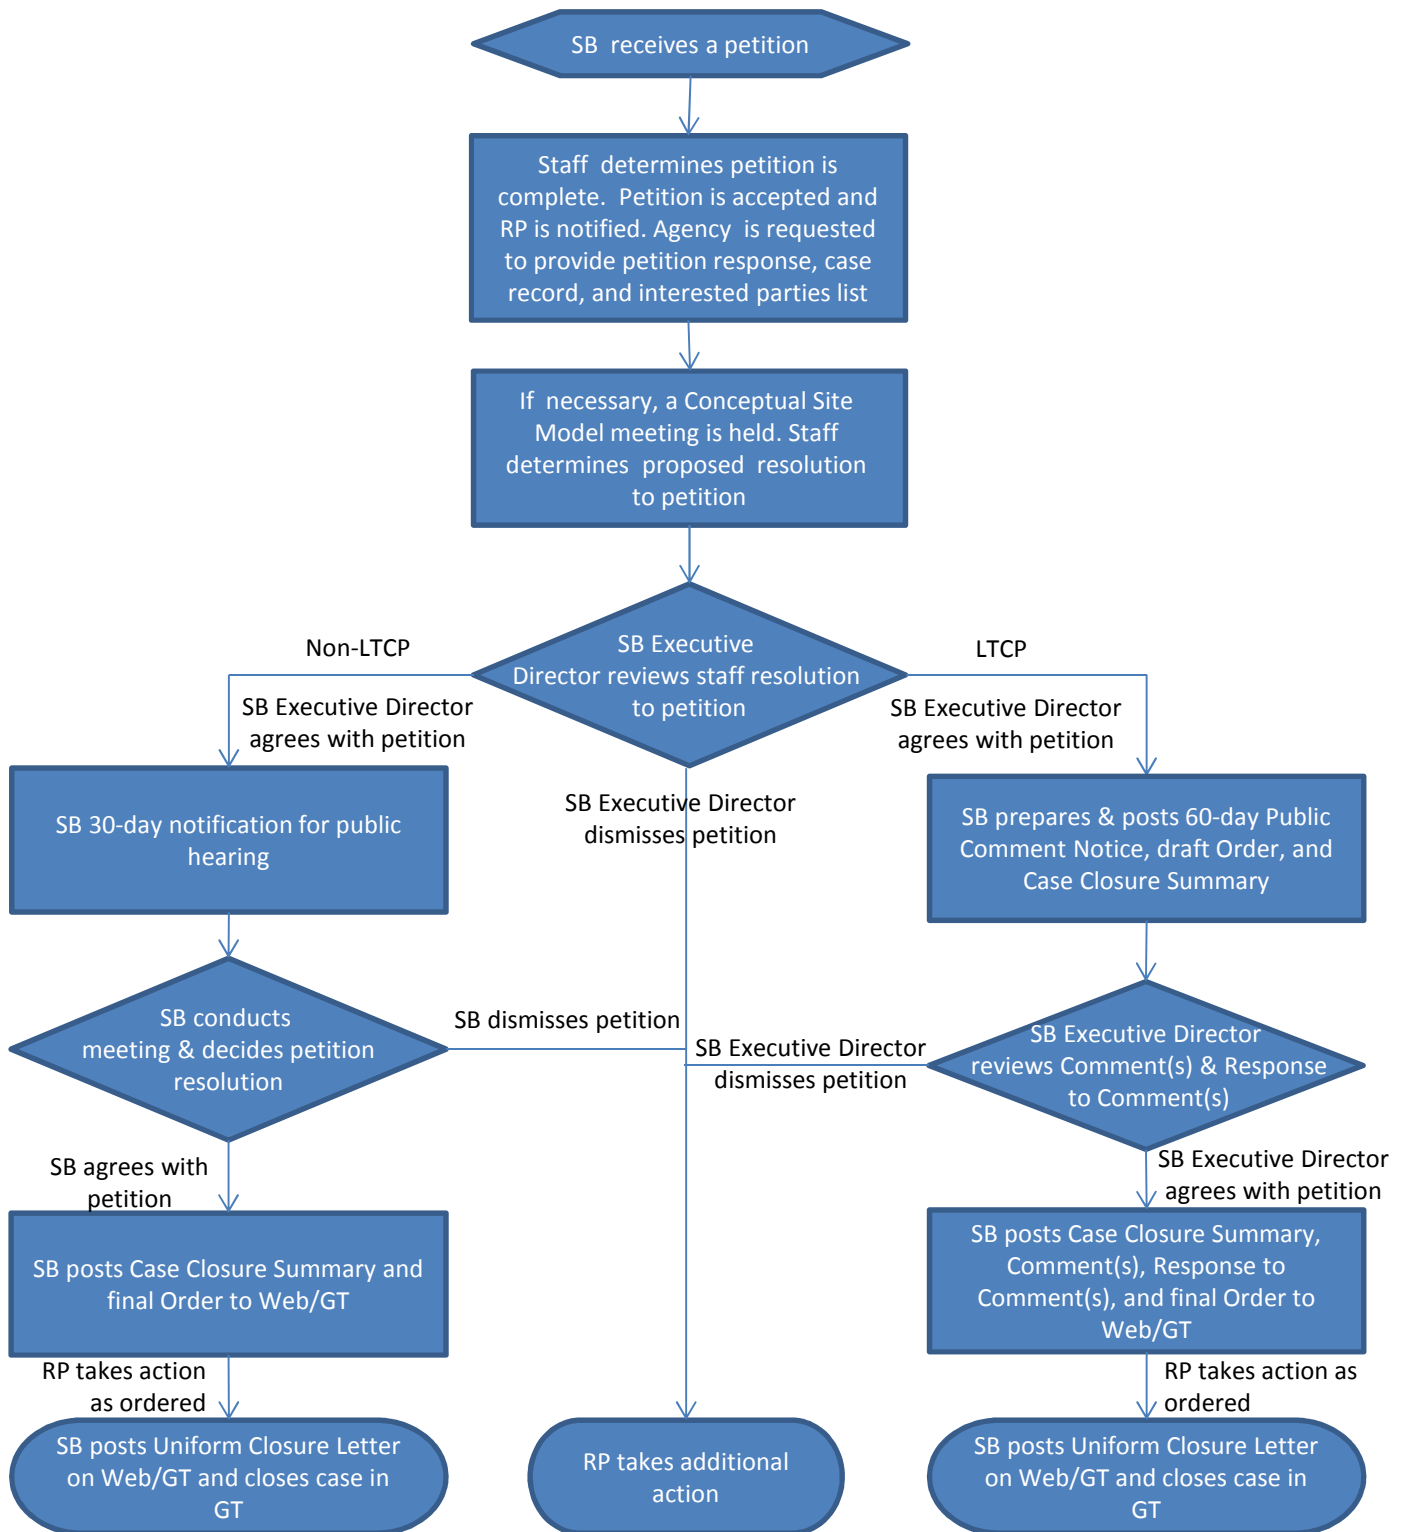 SB receives a petition
Staff determines petition is
complete. Petition is accepted and
RP is notified. Agency is requested
to provide petition response, case
record, and interested parties list
If necessary, a Conceptual Site
Model meeting is held. Staff
determines proposed resolution
to petition
SB Executive
Director reviews staff resolution
to petition
Non-LTCP
LTCP
SB Executive Director
agrees with petition
SB Executive Director
agrees with petition
SB Executive Director
dismisses petition
SB 30-day notification for public
hearing
SB prepares & posts 60-day Public
Comment Notice, draft Order, and
Case Closure Summary
SB conducts
meeting & decides petition
resolution
SB dismisses petition
SB Executive Director
dismisses petition
SB Executive Director
reviews Comment(s) & Response
to Comment(s)
SB agrees with
petition
SB Executive Director
agrees with petition
SB posts Case Closure Summary and
final Order to Web/GT
SB posts Case Closure Summary,
Comment(s), Response to
Comment(s), and final Order to
Web/GT
RP takes action
as ordered
RP takes action as
ordered
SB posts Uniform Closure Letter
on Web/GT and closes case in
GT
RP takes additional
action
SB posts Uniform Closure Letter
on Web/GT and closes case in
GT